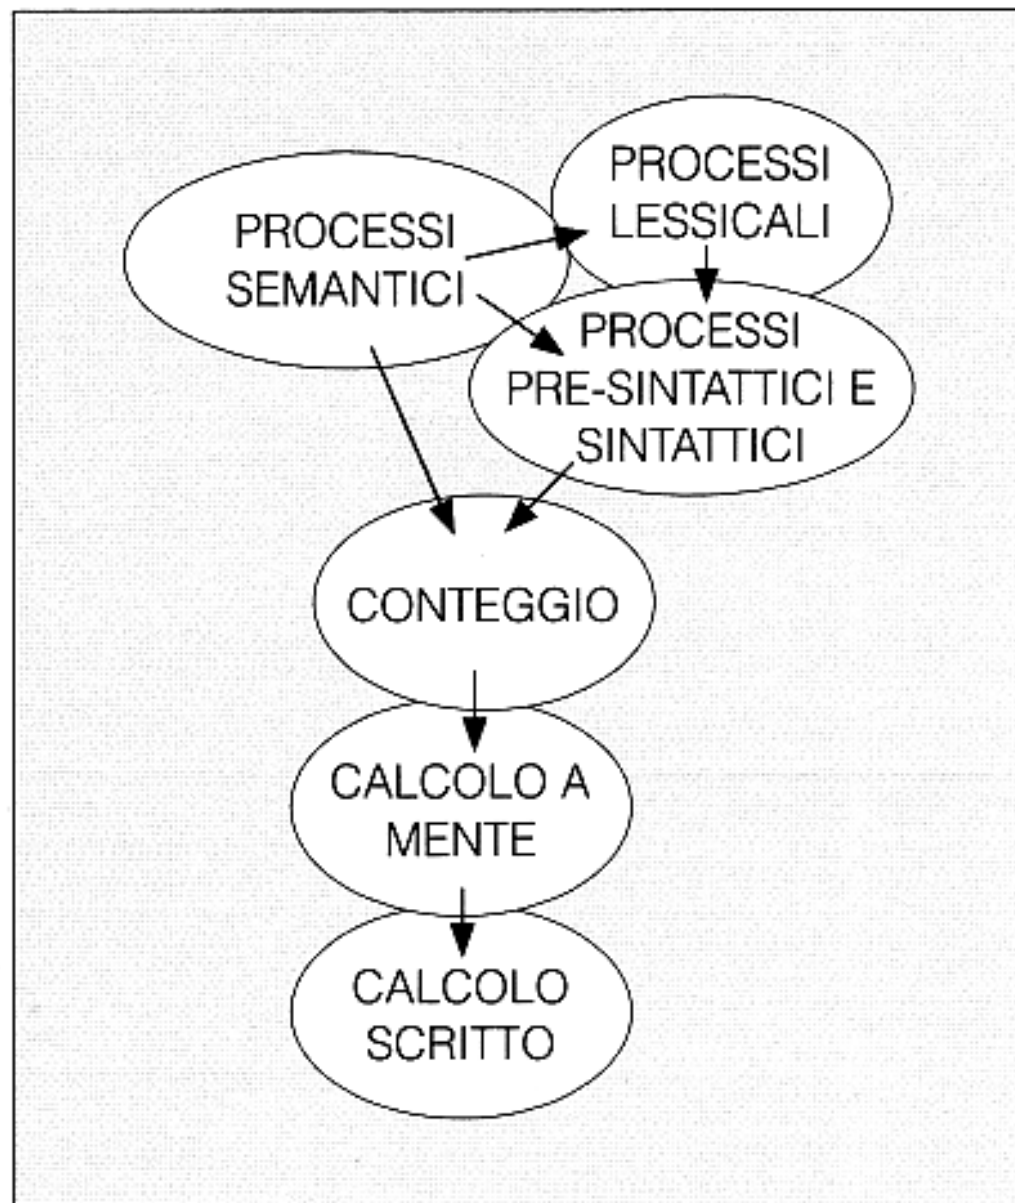 PROCESSI
LESSICALI
PROCESSI
SEMANTICI
PROCESSI
PRE-SINTATTICI E
SINTATTICI
CONTEGGIO
CALCOLO A
MENTE
CALCOLO
SCRITTO